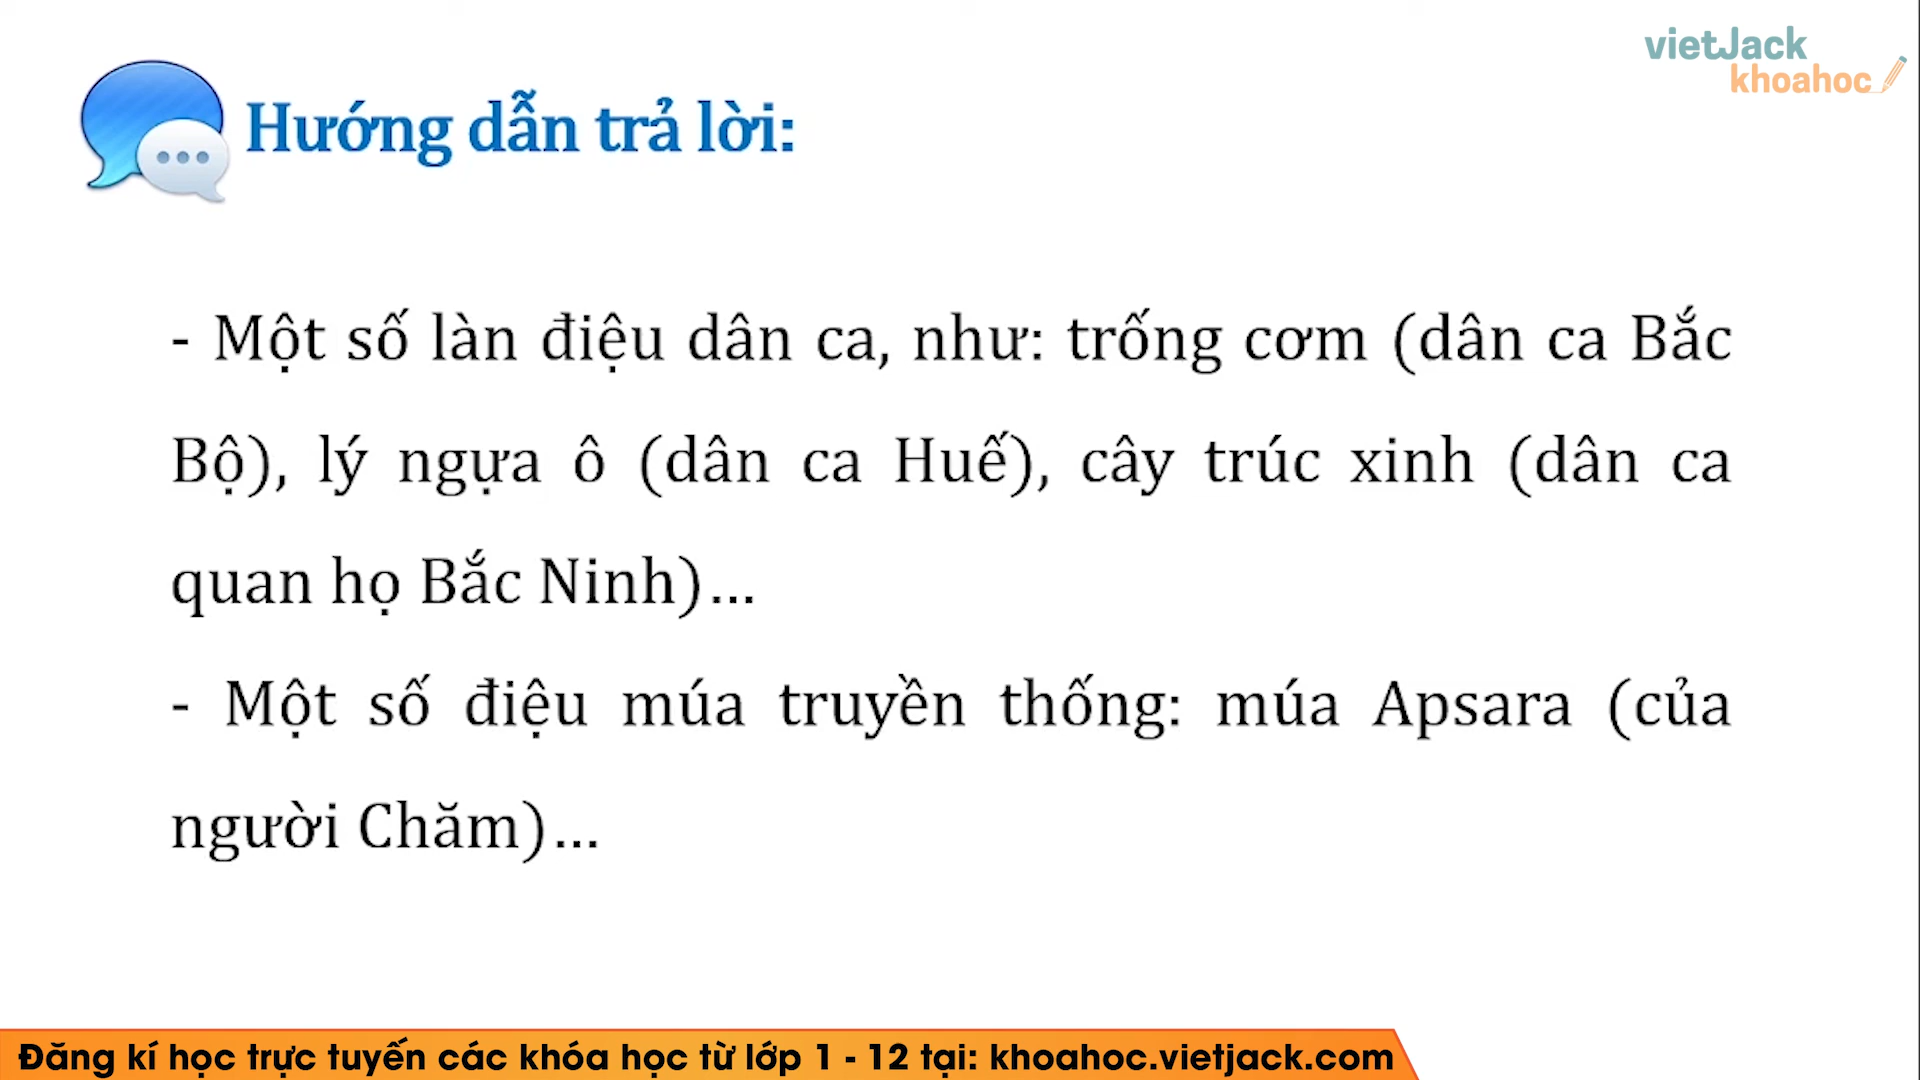 vietJack
khoahoc
Hướng dẫn trả lời:
- Một số làn điệu dân ca, như: trống cơm (dân ca Bắc
Bộ), lý ngựa ô (dân ca Huế), cây trúc xinh (dân ca
quan họ Bắc Ninh)...
- Một số điệu múa truyền thống: múa Apsara (của
người Chăm)...
Đăng kí học trực tuyến các khóa học từ lớp 1 - 12 tại: khoahoc.vietjack.com